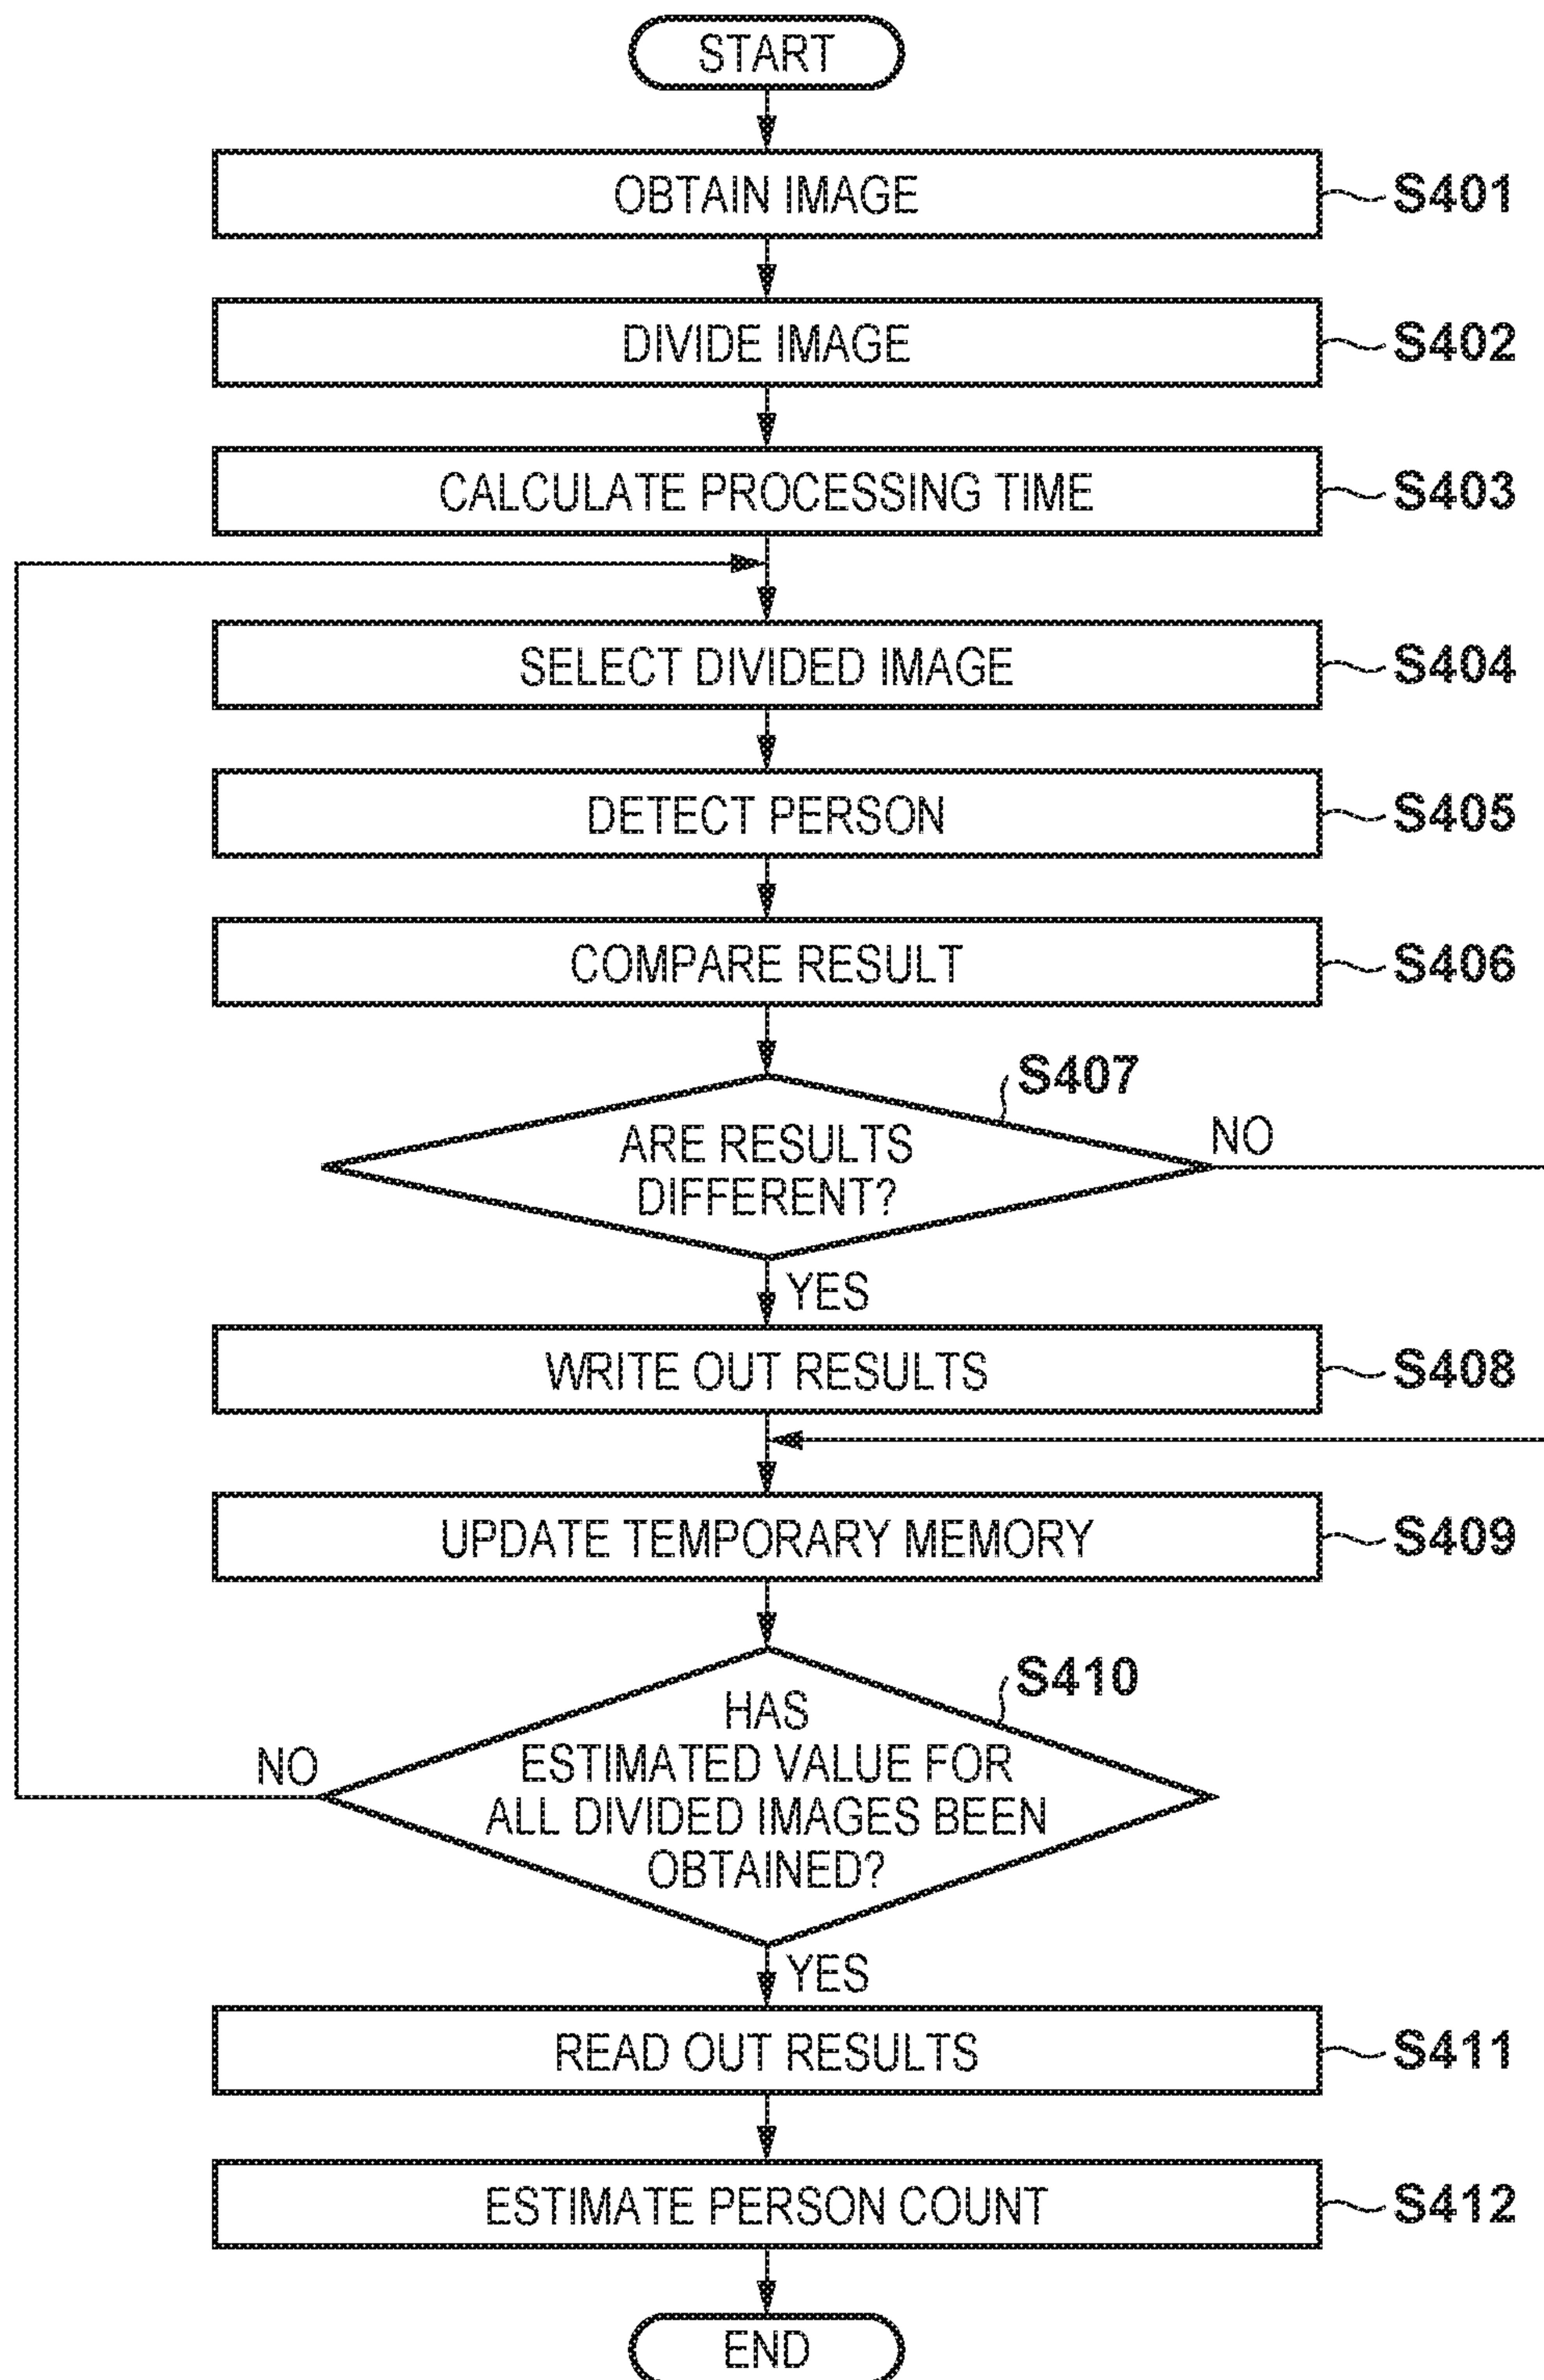 START
OBTAIN IMAGE
S401
DIVIDE IMAGE
S402
CALCULATE PROCESSING TIME
S403
SELECT DIVIDED IMAGE
S404
DETECT PERSON
S405
COMPARE RESULT
S406
S407
ARE RESULTS
DIFFERENT?
NO
YES
WRITE OUT RESULTS
S408
UPDATE TEMPORARY MEMORY
S409
S410
HAS
ESTIMATED VALUE FOR
ALL DIVIDED IMAGES BEEN
OBTAINED?
NO
YES
READ OUT RESULTS
S411
ESTIMATE PERSON COUNT
S412
END